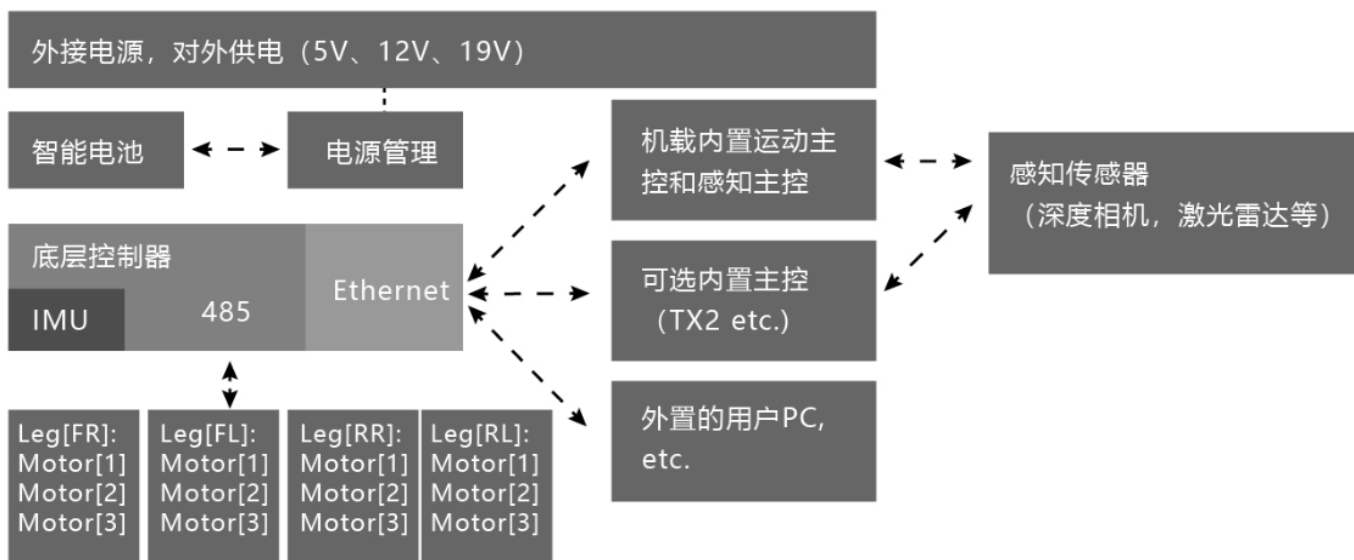 外接电源，对外供电（5V、12V、19V）
智能电池
电源管理
机载内置运动主
控和感知主控
感知传感器
（深度相机，激光雷达等）
底层控制器
IMU
485
Ethernet
可选内置主控
（TX2 etc.)
外置的用户PC,
etc.
Leg[FR]:
Motor[1]
Motor[2]
Motor[3]
Leg[FL]:
Motor[1]
Motor[2]
Motor[3]
Leg[RR]:
Motor[1]
Motor[2]
Motor[3]
Leg[RL]:
Motor[1]
Motor[2]
Motor[3]